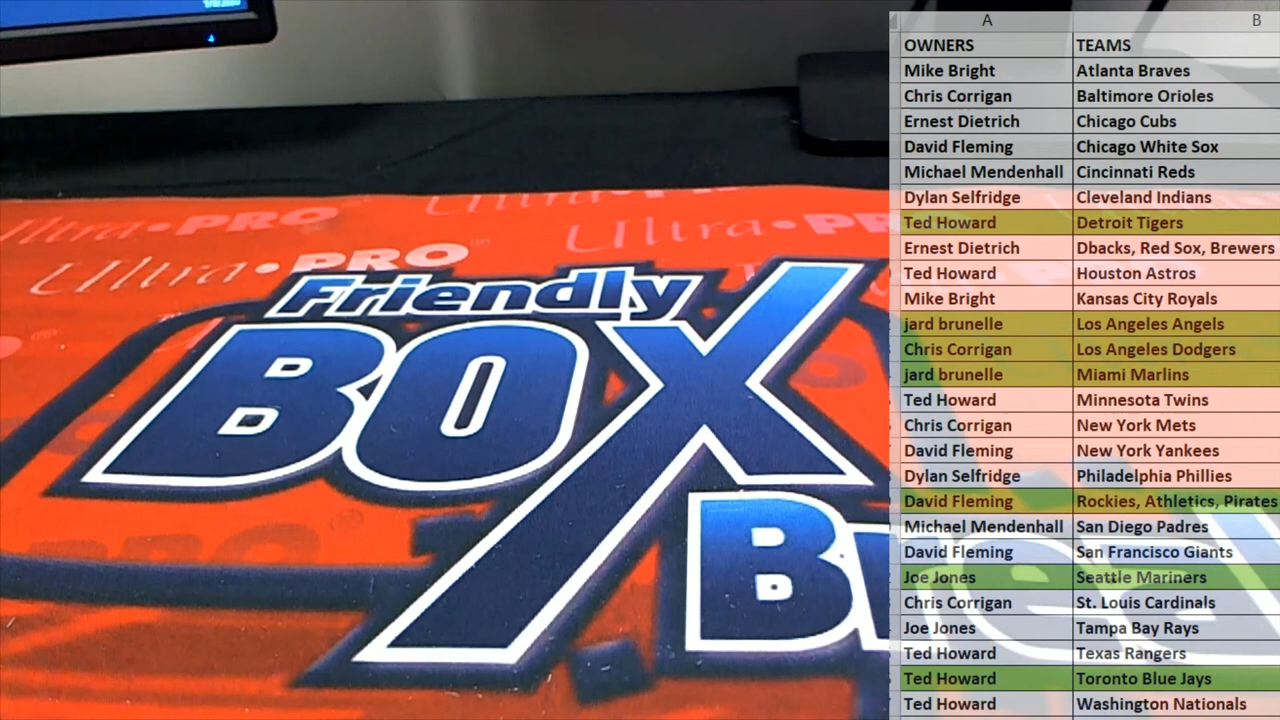 Ultra•PRO
Ultra•PRO
Ultra•PR
Friendly
BOX
A B
OWNERS TEAMS
Mike Bright Atlanta Braves
Chris Corrigan Baltimore Orioles
Ernest Dietrich Chicago Cubs
David Fleming Chicago White Sox
Michael Mendenhall Cincinnati Reds
Dylan Selfridge Cleveland Indians
Ted Howard Detroit Tigers
Ernest Dietrich Dbacks, Red Sox, Brewers
Ted Howard Houston Astros
Mike Bright Kansas City Royals
jard brunelle Los Angeles Angels
Chris Corrigan Los Angeles Dodgers
jard brunelle Miami Marlins
Ted Howard Minnesota Twins
Chris Corrigan New York Mets
David Fleming New York Yankees
Dylan Selfridge Philadelphia Phillies
David Fleming Rockies, Athletics, Pirates
Michael Mendenhall San Diego Padres
David Fleming San Francisco Giants
Joe Jones Seattle Mariners
Chris Corrigan St. Louis Cardinals
Joe Jones Tampa Bay Rays
Ted Howard Texas Rangers
Ted Howard Toronto Blue Jays
Ted Howard Washington Nationals